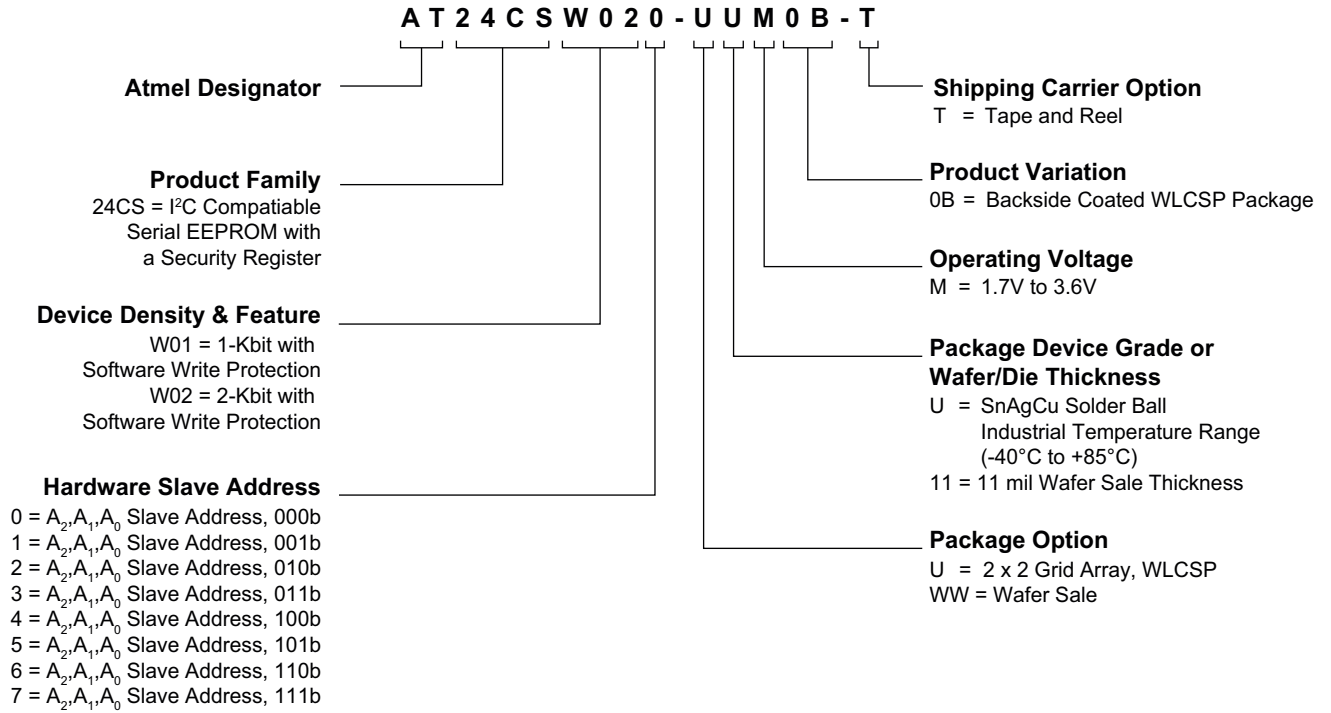 AT24CSW020-UUM0B-T
Atmel Designator
Product Family
24CS = I²C Compatiable
Serial EEPROM with
a Security Register
Device Density & Feature
W01 = 1-Kbit with
Software Write Protection
W02 = 2-Kbit with
Software Write Protection
Hardware Slave Address
0 = A₂,A₁,A₀ Slave Address, 000b
1 = A₂,A₁,A₀ Slave Address, 001b
2 = A₂,A₁,A₀ Slave Address, 010b
3 = A₂,A₁,A₀ Slave Address, 011b
4 = A₂,A₁,A₀ Slave Address, 100b
5 = A₂,A₁,A₀ Slave Address, 101b
6 = A₂,A₁,A₀ Slave Address, 110b
7 = A₂,A₁,A₀ Slave Address, 111b
Shipping Carrier Option
T = Tape and Reel
Product Variation
0B = Backside Coated WLCSP Package
Operating Voltage
M = 1.7V to 3.6V
Package Device Grade or
Wafer/Die Thickness
U = SnAgCu Solder Ball
Industrial Temperature Range
(-40°C to +85°C)
11 = 11 mil Wafer Sale Thickness
Package Option
U = 2 x 2 Grid Array, WLCSP
WW = Wafer Sale